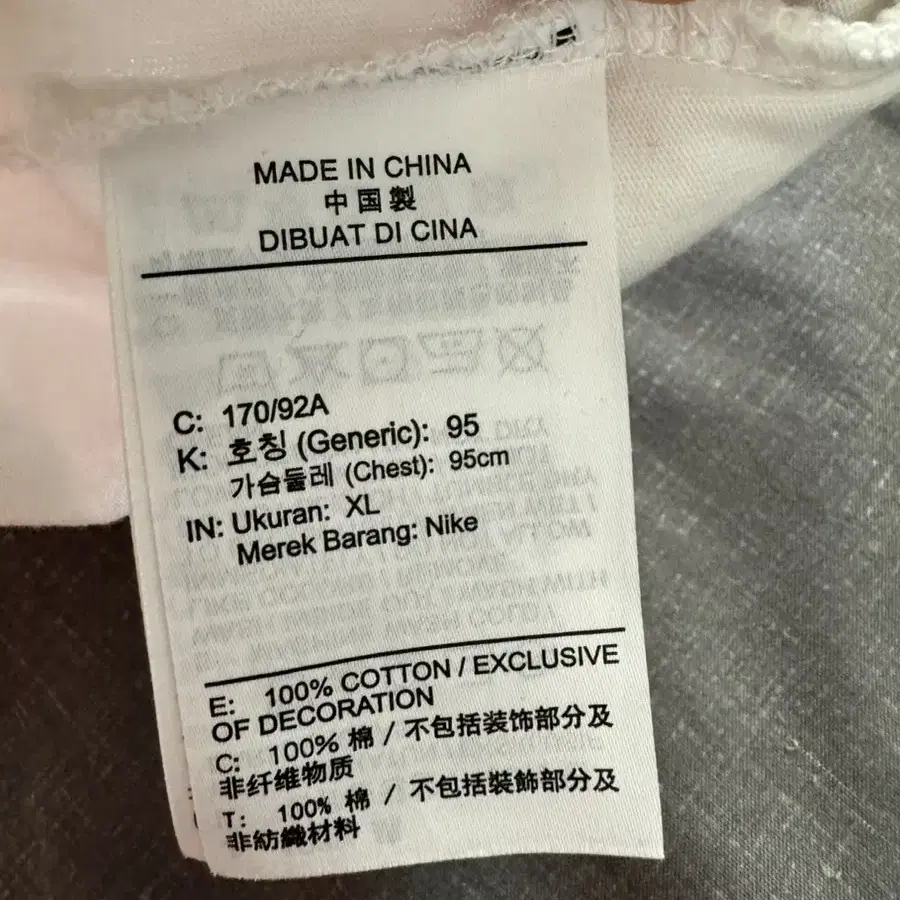 MADE IN CHINA
中国製
DIBUAT DI CINA
C: 170/92A
K: 호칭 (Generic): 95
가슴둘레 (Chest): 95cm
IN: Ukuran: XL
Merek Barang: Nike
E: 100% COTTON / EXCLUSIVE
OF DECORATION
C: 100% 棉 / 不包括装饰部分及
非纤维物质
T: 100% 棉 / 不包括裝飾部分及
非紡織材料